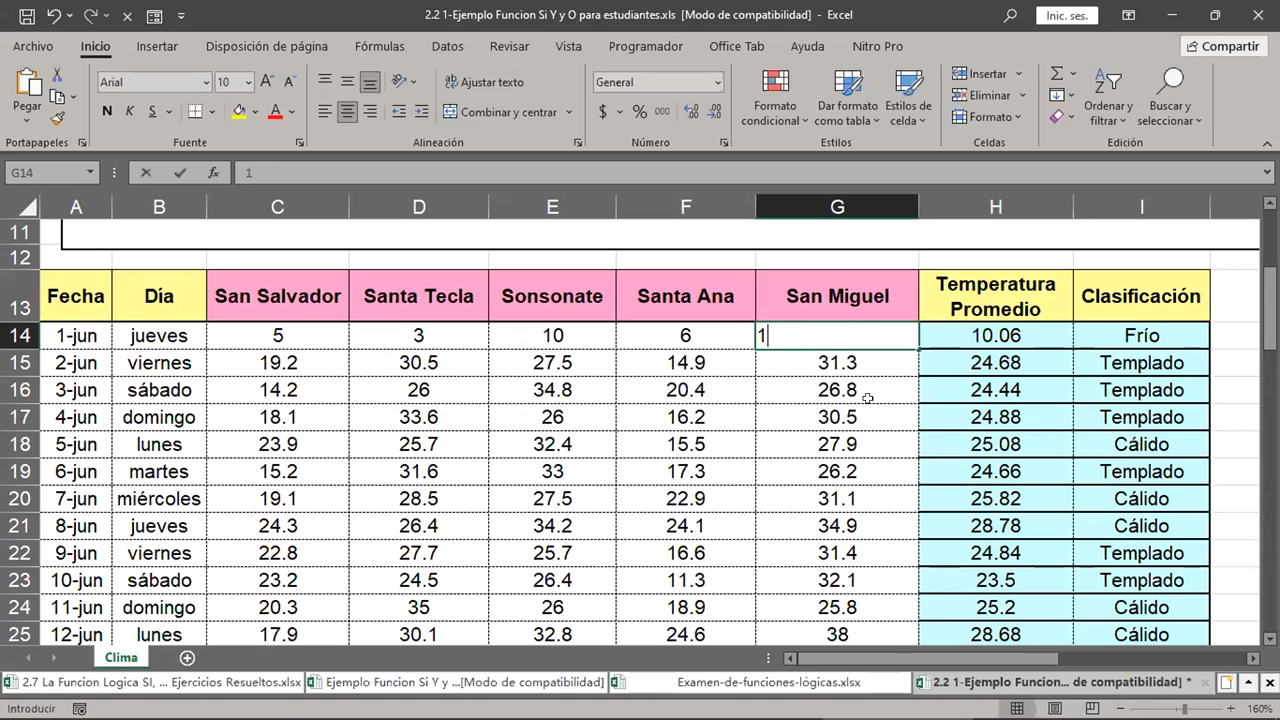 2.2 1-Ejemplo Funcion Si Y y O para estudiantes.xls [Modo de compatibilidad] - Excel
Inic. ses.
Archivo Inicio Insertar Disposición de página Fórmulas Datos Revisar Vista Programador Office Tab Ayuda Nitro Pro Compartir
Pegar
Arial 10
N K S
Ajustar texto
Combinar y centrar
General
$ % 000
Formato condicional
Dar formato como tabla
Estilos de celda
Insertar
Eliminar
Formato
Ordenar y filtrar
Buscar y seleccionar
Portapapeles Fuente Alineación Número Estilos Celdas Edición
G14 fx 1
A B C D E F G H I
11
12
13 Fecha Día San Salvador Santa Tecla Sonsonate Santa Ana San Miguel Temperatura Promedio Clasificación
14 1-jun jueves 5 3 10 6 1 10.06 Frío
15 2-jun viernes 19.2 30.5 27.5 14.9 31.3 24.68 Templado
16 3-jun sábado 14.2 26 34.8 20.4 26.8 24.44 Templado
17 4-jun domingo 18.1 33.6 26 16.2 30.5 24.88 Templado
18 5-jun lunes 23.9 25.7 32.4 15.5 27.9 25.08 Cálido
19 6-jun martes 15.2 31.6 33 17.3 26.2 24.66 Templado
20 7-jun miércoles 19.1 28.5 27.5 22.9 31.1 25.82 Cálido
21 8-jun jueves 24.3 26.4 34.2 24.1 34.9 28.78 Cálido
22 9-jun viernes 22.8 27.7 25.7 16.6 31.4 24.84 Templado
23 10-jun sábado 23.2 24.5 26.4 11.3 32.1 23.5 Templado
24 11-jun domingo 20.3 35 26 18.9 25.8 25.2 Cálido
25 12-jun lunes 17.9 30.1 32.8 24.6 38 28.68 Cálido
Clima
2.7 La Funcion Logica SI, ... Ejercicios Resueltos.xlsx Ejemplo Funcion Si Y y ...[Modo de compatibilidad] Examen-de-funciones-lógicas.xlsx 2.2 1-Ejemplo Funcion... de compatibilidad] *
Introducir 160%